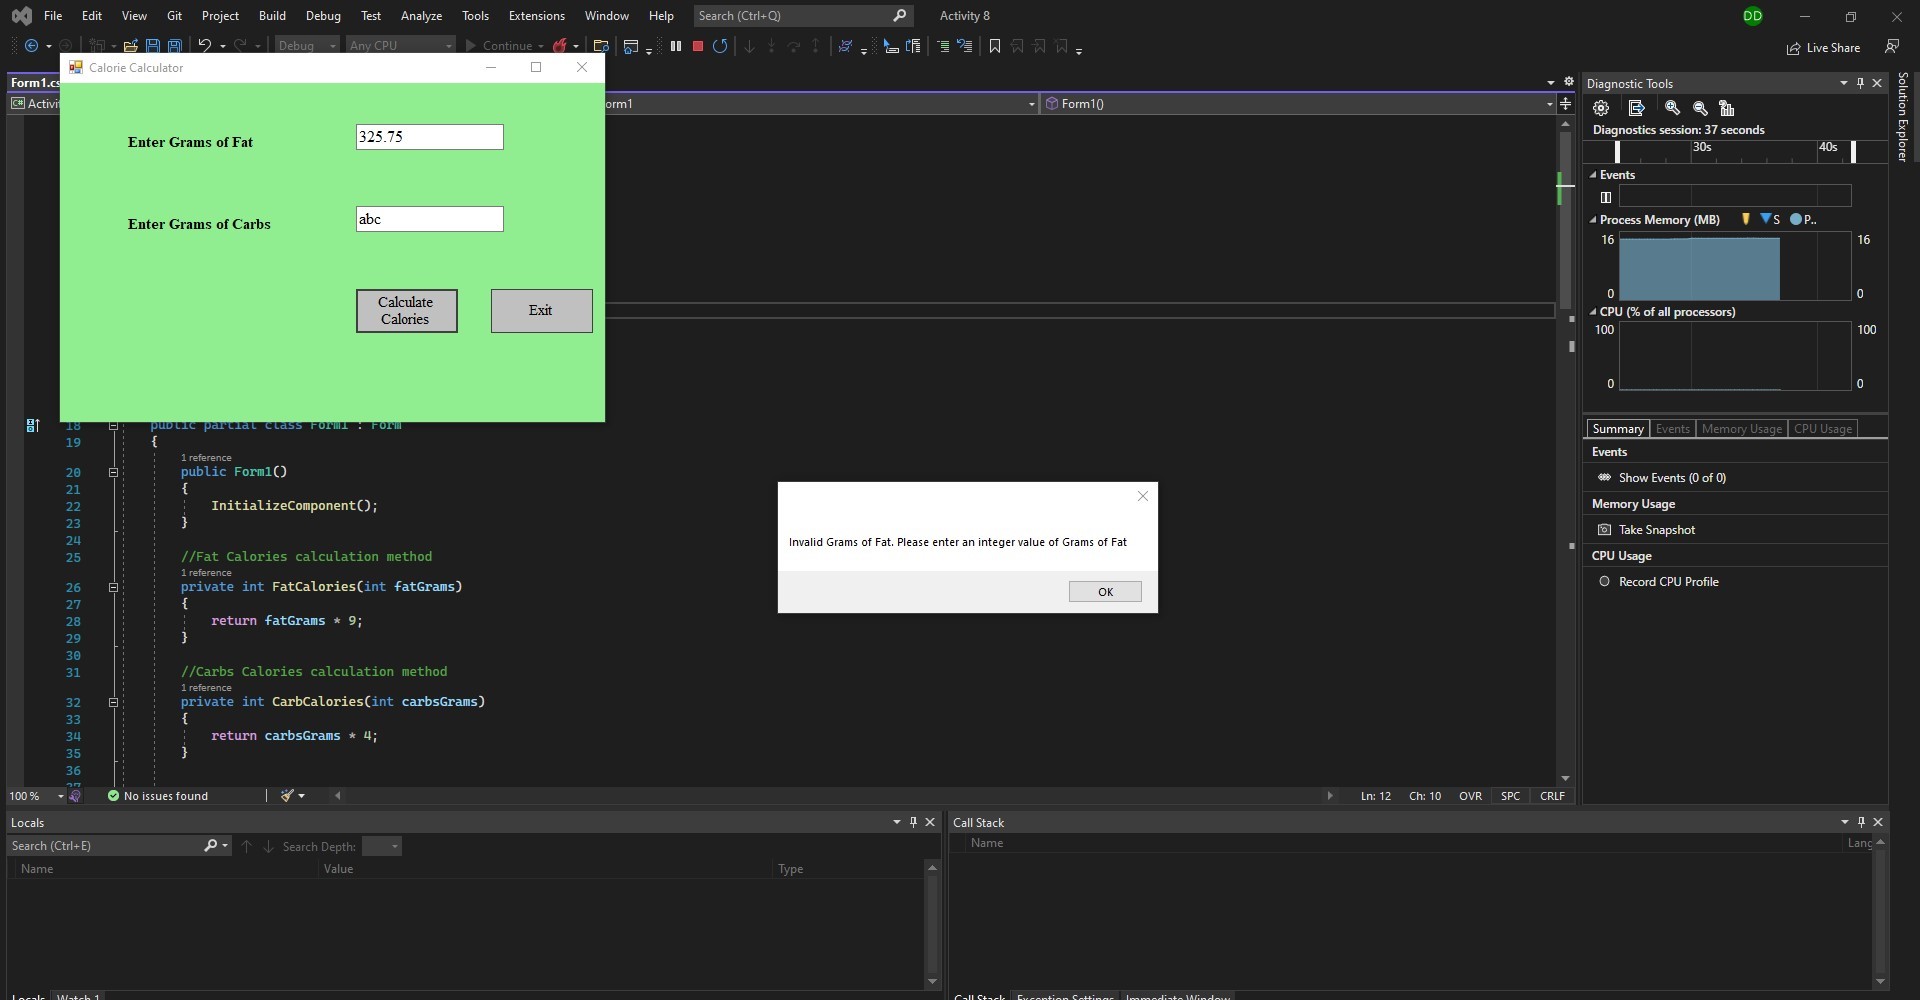 File Edit View Git Project Build Debug Test Analyze Tools Extensions Window Help Search (Ctrl+Q) Activity 8 DD
Debug Any CPU Continue Live Share
Calorie Calculator
Form1.cs
Activi
orm1
Form1()
Enter Grams of Fat 325.75
Enter Grams of Carbs abc
Calculate
Calories
Exit
18 public partial class Form1 : Form
19 {
1 reference
20 public Form1()
21 {
22 InitializeComponent();
23 }
24
25 //Fat Calories calculation method
1 reference
26 private int FatCalories(int fatGrams)
27 {
28 return fatGrams * 9;
29 }
30
31 //Carbs Calories calculation method
1 reference
32 private int CarbCalories(int carbsGrams)
33 {
34 return carbsGrams * 4;
35 }
36
37
Invalid Grams of Fat. Please enter an integer value of Grams of Fat
OK
100 % No issues found Ln: 12 Ch: 10 OVR SPC CRLF
Diagnostic Tools
Diagnostics session: 37 seconds
30s 40s
Events
Process Memory (MB) S P..
16 16
0 0
CPU (% of all processors)
100 100
0 0
Summary Events Memory Usage CPU Usage
Events
Show Events (0 of 0)
Memory Usage
Take Snapshot
CPU Usage
Record CPU Profile
Solution Explorer
Locals
Search (Ctrl+E) Search Depth:
Name Value Type
Locals Watch 1
Call Stack
Name Lang
Call Stack Exception Settings Immediate Window